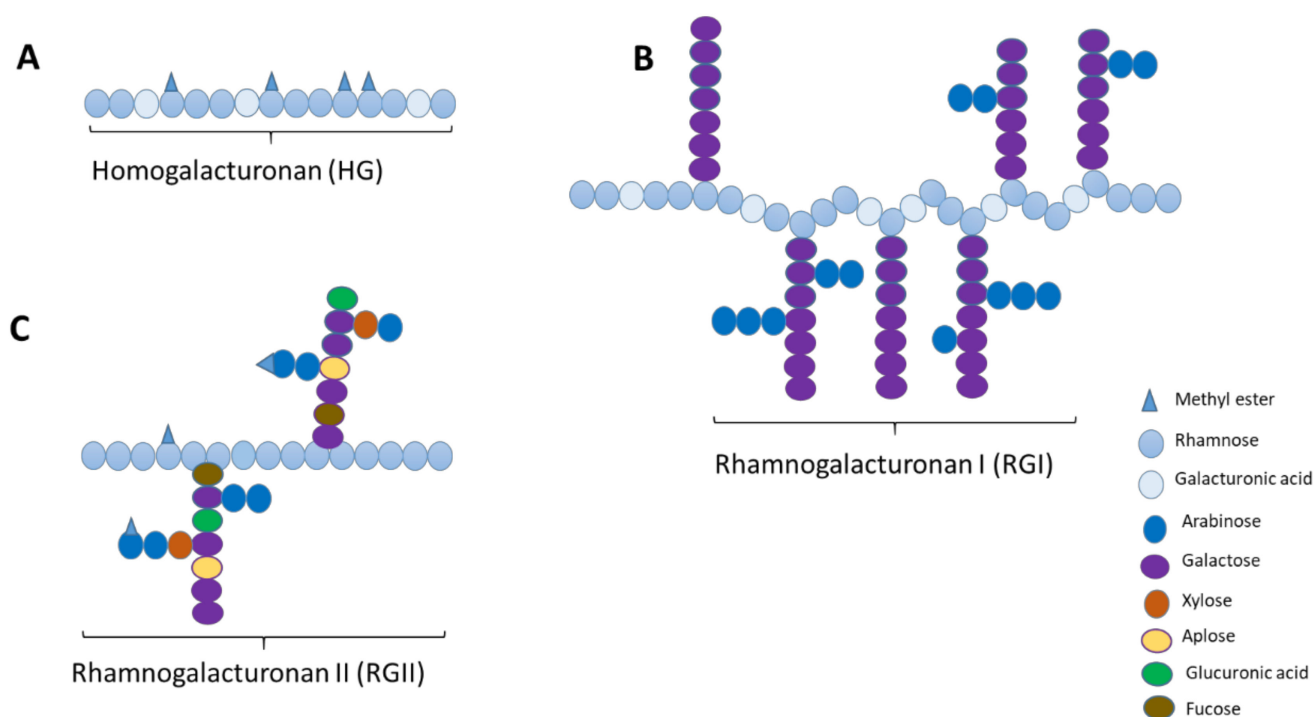 A
Homogalacturonan (HG)
B
Rhamnogalacturonan I (RGI)
C
Rhamnogalacturonan II (RGII)
Methyl ester
Rhamnose
Galacturonic acid
Arabinose
Galactose
Xylose
Aplose
Glucuronic acid
Fucose